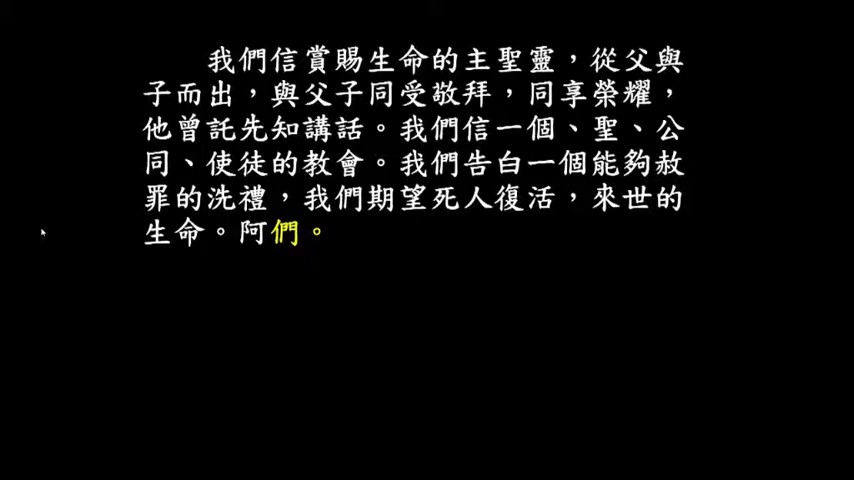 我們信賞賜生命的主聖靈，從父與
子而出，與父子同受敬拜，同享榮耀，
他曾託先知講話。我們信一個、聖、公
同、使徒的教會。我們告白一個能夠赦
罪的洗禮，我們期望死人復活，來世的
生命。阿們。